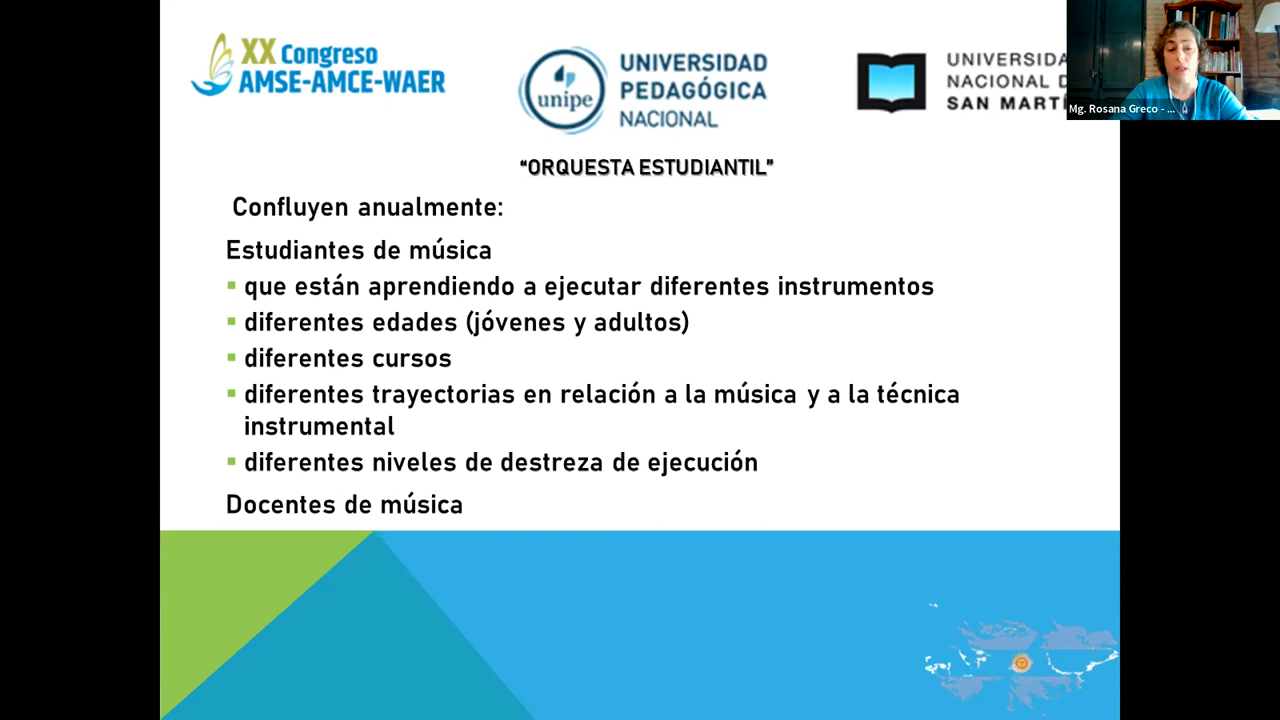 XX Congreso
AMSE-AMCE-WAER
unipe
UNIVERSIDAD
PEDAGÓGICA
NACIONAL
UNIVERSIDA
NACIONAL D
SAN MARTÍ
Mg. Rosana Greco - ...
“ORQUESTA ESTUDIANTIL”
Confluyen anualmente:
Estudiantes de música
▪ que están aprendiendo a ejecutar diferentes instrumentos
▪ diferentes edades (jóvenes y adultos)
▪ diferentes cursos
▪ diferentes trayectorias en relación a la música y a la técnica
instrumental
▪ diferentes niveles de destreza de ejecución
Docentes de música